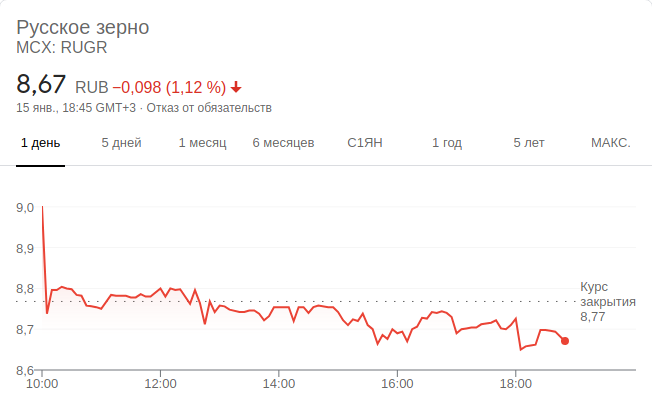 Русское зерно
MCX: RUGR
8,67 RUB −0,098 (1,12 %)
15 янв., 18:45 GMT+3 · Отказ от обязательств
1 день 5 дней 1 месяц 6 месяцев С1ЯН 1 год 5 лет МАКС.
9,0
8,9
8,8
Курс
закрытия
8,77
8,7
8,6
10:00 12:00 14:00 16:00 18:00